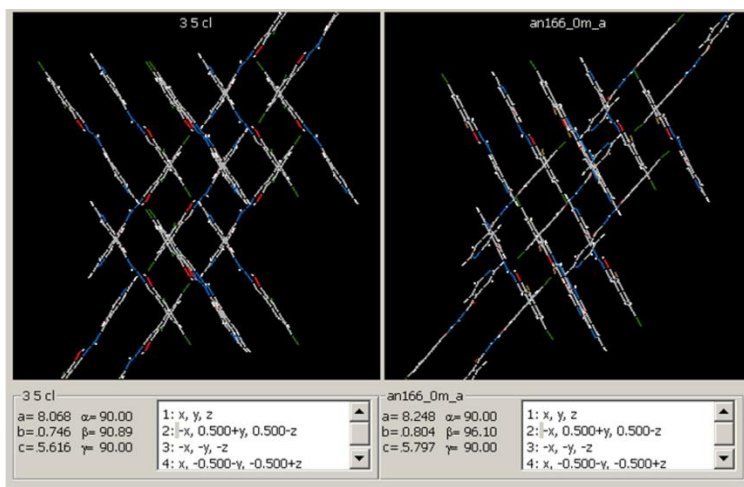 3 5 cl
an166_0m_a
3 5 cl
a= 8.068 α= 90.00
b= 0.746 β= 90.89
c= 5.616 γ= 90.00
1: x, y, z
2: -x, 0.500+y, 0.500-z
3: -x, -y, -z
4: x, -0.500-y, -0.500+z
an166_0m_a
a= 8.248 α= 90.00
b= 0.804 β= 96.10
c= 5.797 γ= 90.00
1: x, y, z
2: -x, 0.500+y, 0.500-z
3: -x, -y, -z
4: x, -0.500-y, -0.500+z